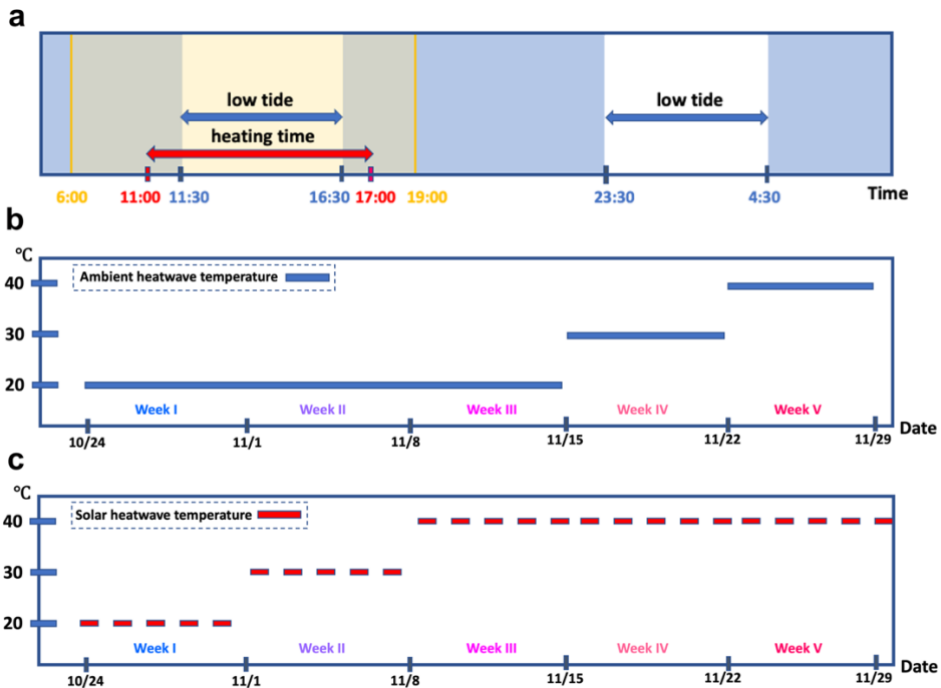 a
low tide
low tide
heating time
6:00 11:00 11:30 16:30 17:00 19:00 23:30 4:30 Time
b
°C
Ambient heatwave temperature
40
30
20
Week I Week II Week III Week IV Week V
10/24 11/1 11/8 11/15 11/22 11/29 Date
c
°C
Solar heatwave temperature
40
30
20
Week I Week II Week III Week IV Week V
10/24 11/1 11/8 11/15 11/22 11/29 Date